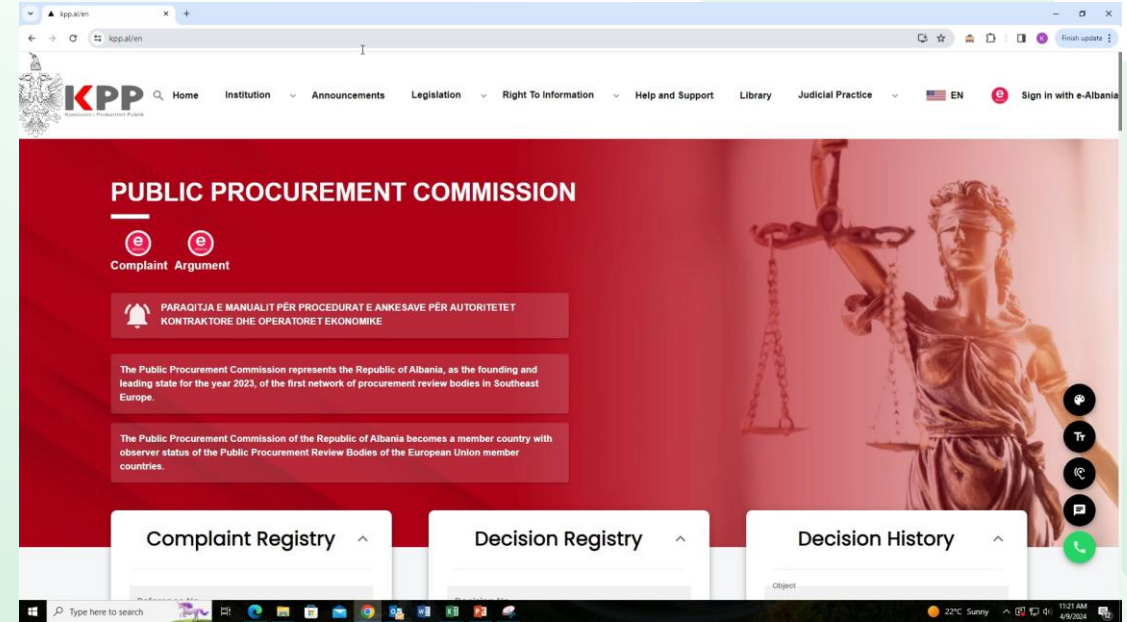 kpp.al/en
kpp.al/en
Finish update
KPP
Komisioni i Prokurimit Publik
Home
Institution
Announcements
Legislation
Right To Information
Help and Support
Library
Judicial Practice
EN
Sign in with e-Albania
PUBLIC PROCUREMENT COMMISSION
Complaint Argument
PARAQITJA E MANUALIT PËR PROCEDURAT E ANKESAVE PËR AUTORITETET
KONTRAKTORE DHE OPERATORET EKONOMIKE
The Public Procurement Commission represents the Republic of Albania, as the founding and
leading state for the year 2023, of the first network of procurement review bodies in Southeast
Europe.
The Public Procurement Commission of the Republic of Albania becomes a member country with
observer status of the Public Procurement Review Bodies of the European Union member
countries.
Complaint Registry
Decision Registry
Decision History
Object
Type here to search
22°C Sunny
11:21 AM
4/9/2024